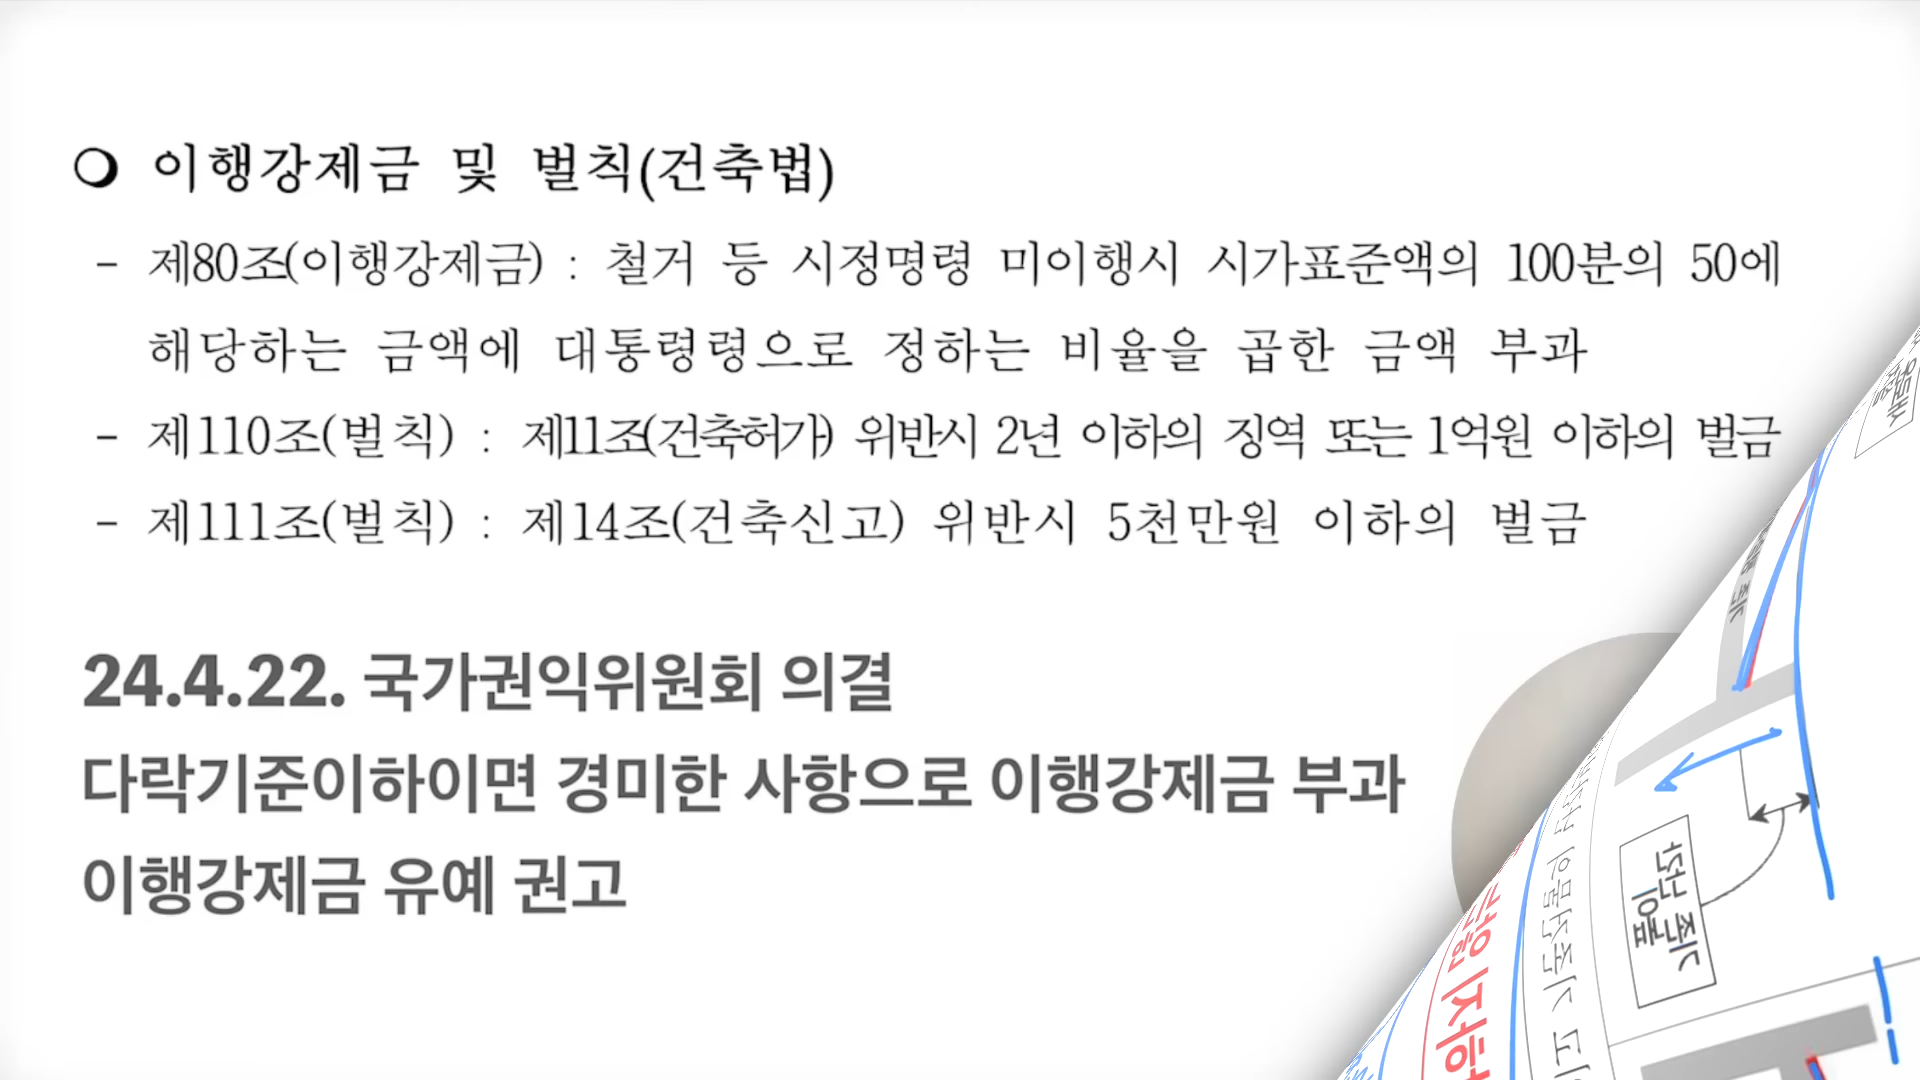 ❍ 이행강제금 및 벌칙(건축법)
- 제80조(이행강제금) : 철거 등 시정명령 미이행시 시가표준액의 100분의 50에
해당하는 금액에 대통령령으로 정하는 비율을 곱한 금액 부과
- 제110조(벌칙) : 제11조(건축허가) 위반시 2년 이하의 징역 또는 1억원 이하의 벌금
- 제111조(벌칙) : 제14조(건축신고) 위반시 5천만원 이하의 벌금
24.4.22. 국가권익위원회 의결
다락기준이하이면 경미한 사항으로 이행강제금 부과
이행강제금 유예 권고